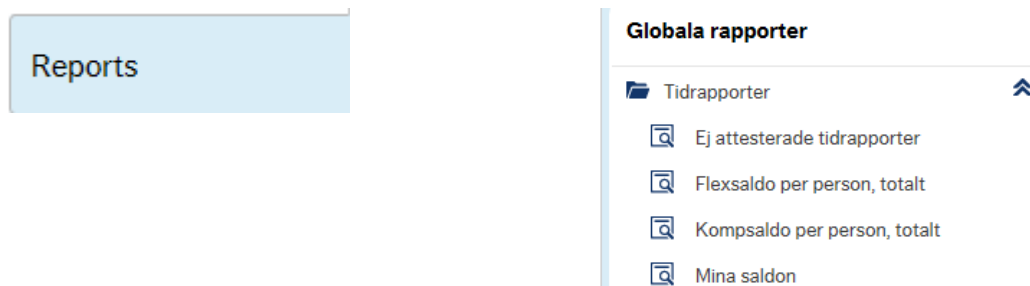 Reports
Globala rapporter
Tidrapporter
Ej attesterade tidrapporter
Flexsaldo per person, totalt
Kompsaldo per person, totalt
Mina saldon